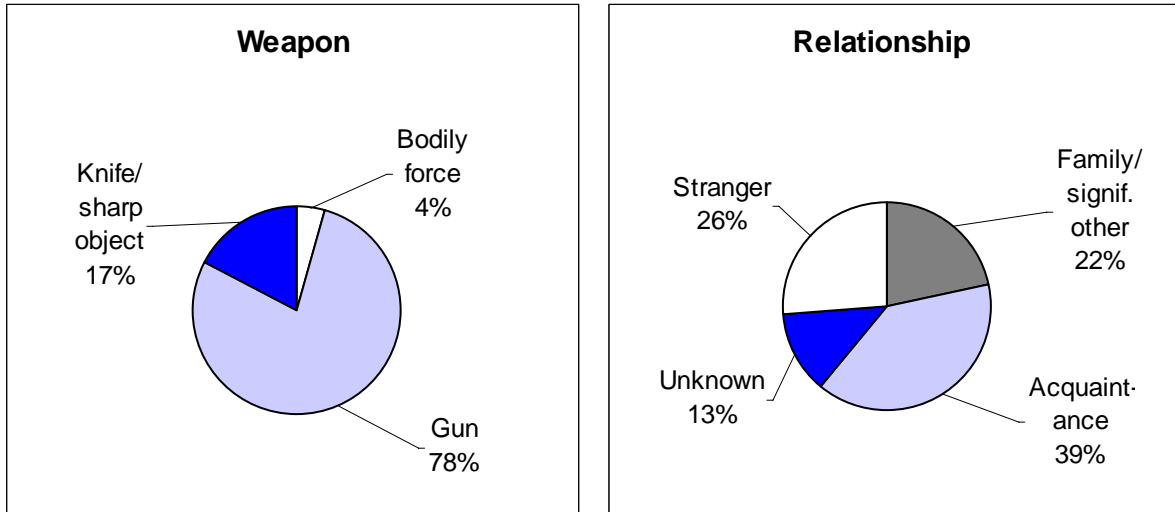 Weapon
Bodily
force
4%
Knife/
sharp
object
17%
Gun
78%
Relationship
Family/
signif.
other
22%
Stranger
26%
Unknown
13%
Acquaint-
ance
39%